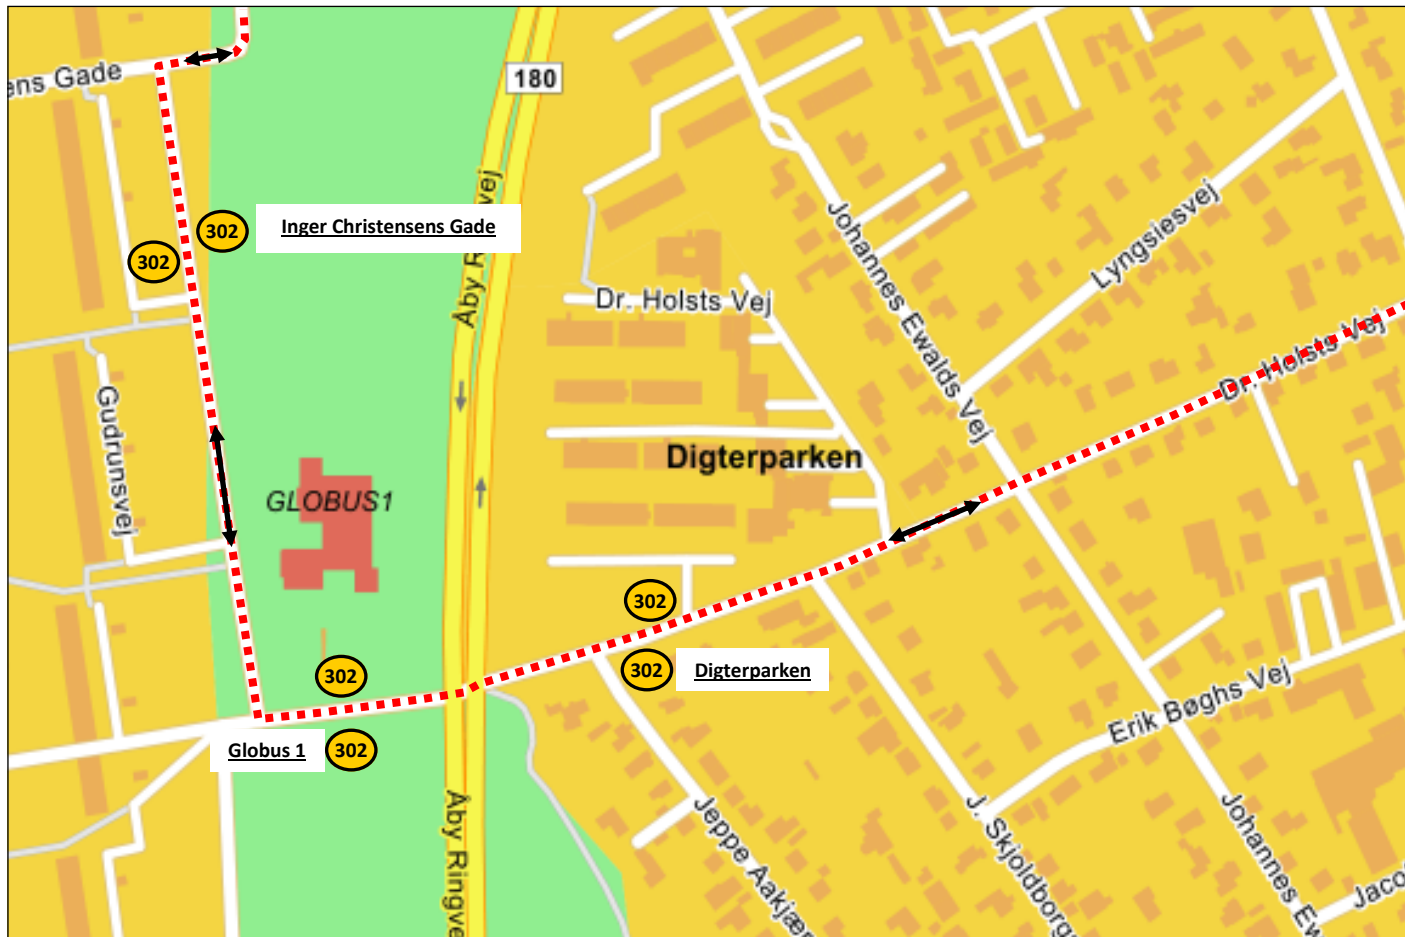 ens Gade
180
302
302
Inger Christensens Gade
Åby Ringvej
Johannes Ewalds Vej
Lyngsiesvej
Dr. Holsts Vej
Dr. Holsts Vej
Gudrunsvej
GLOBUS1
Digterparken
302
302
Digterparken
302
Globus 1
302
Erik Bøghs Vej
Åby Ringve
Jeppe Aakjær
J. Skjoldborgs
Johannes Ew
Jaco